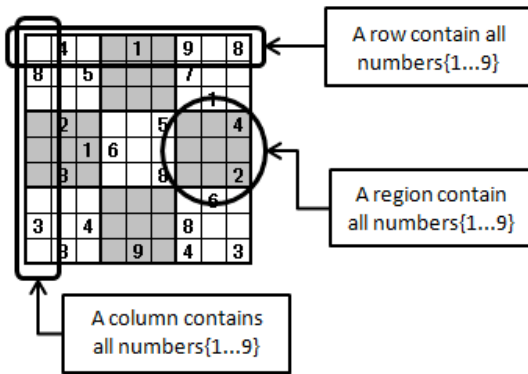 4 1 9 8
8 5 7
1
2 5 4
1 6
8 2
6
3 4 8
9 4 3
A row contain all
numbers{1...9}
A region contain
all numbers{1...9}
A column contains
all numbers{1...9}